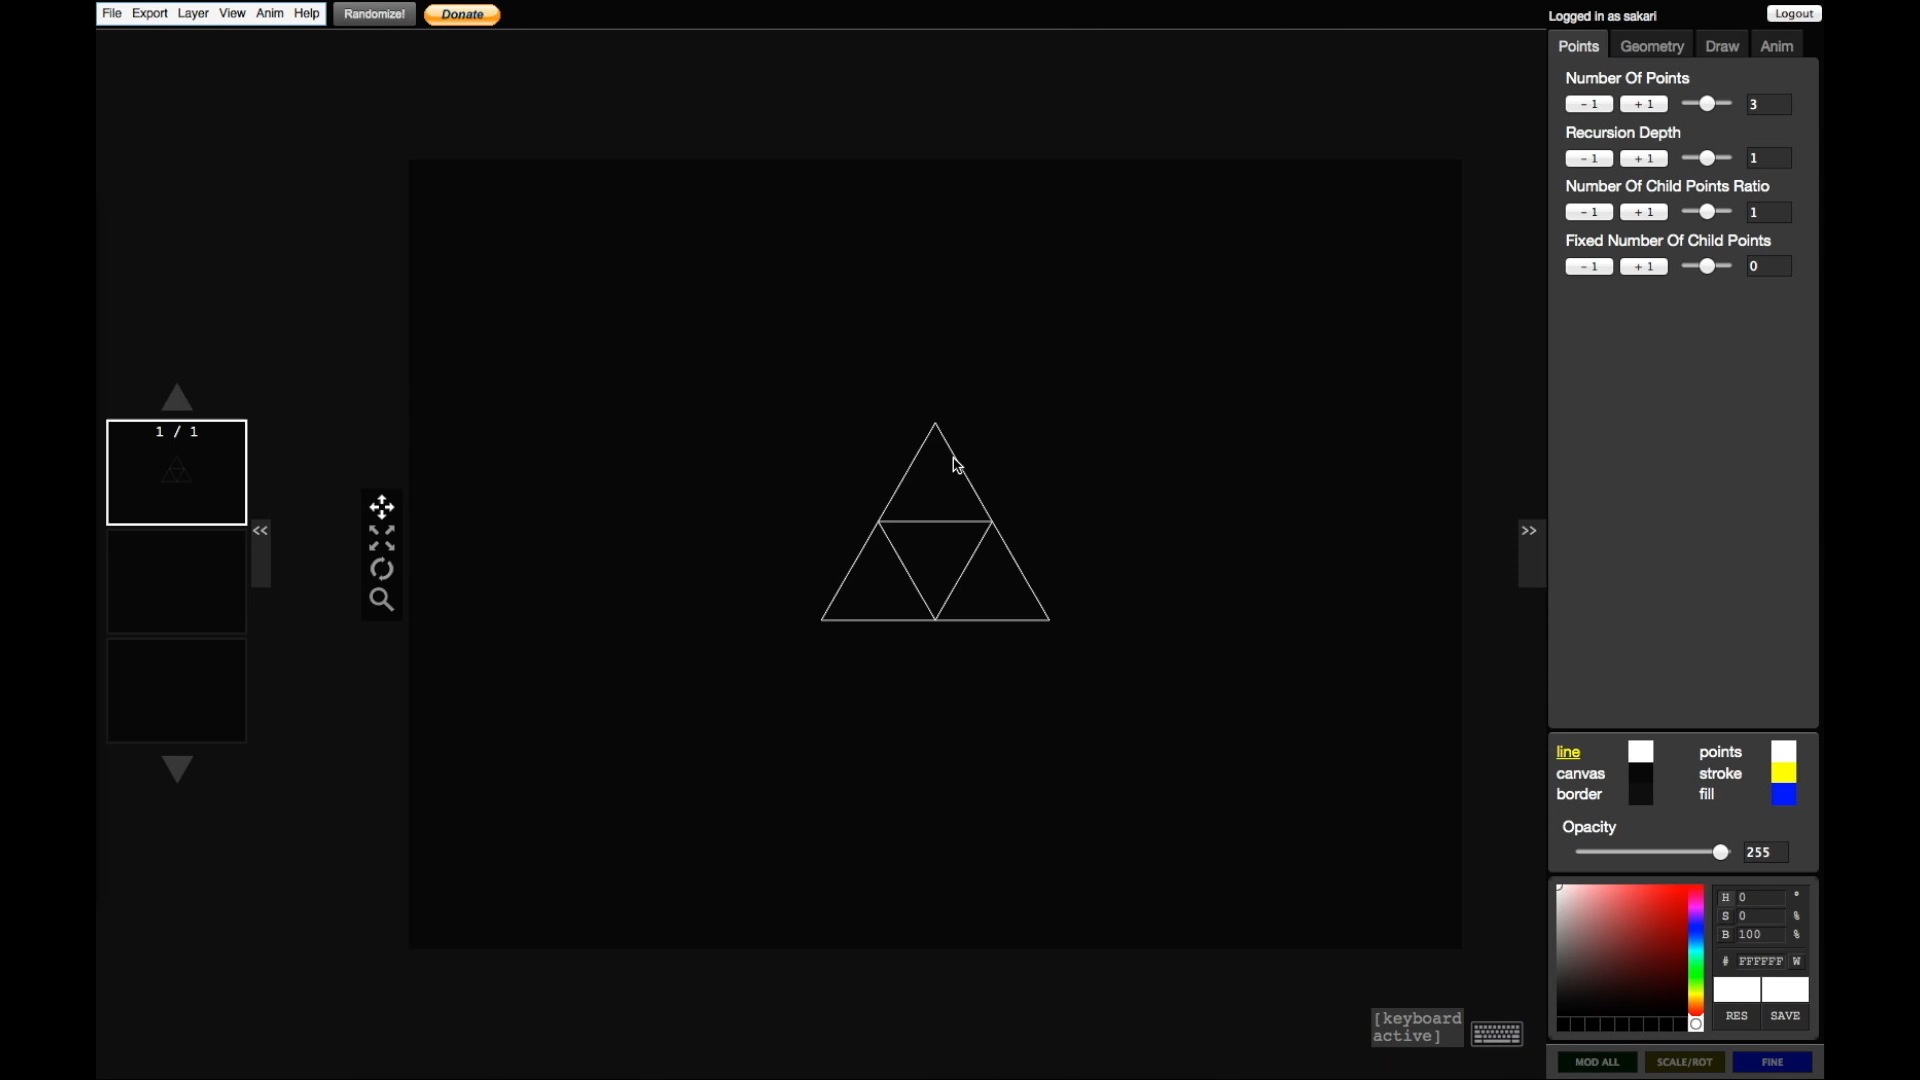 File Export Layer View Anim Help Randomize! Donate
Logged in as sakari Logout
Points Geometry Draw Anim
Number Of Points
- 1 + 1 3
Recursion Depth
- 1 + 1 1
Number Of Child Points Ratio
- 1 + 1 1
Fixed Number Of Child Points
- 1 + 1 0
1 / 1
<<
>>
line points
canvas stroke
border fill
Opacity
255
H 0 °
S 0 %
B 100 %
# FFFFFF W
RES SAVE
[keyboard
active]
MOD ALL SCALE/ROT FINE